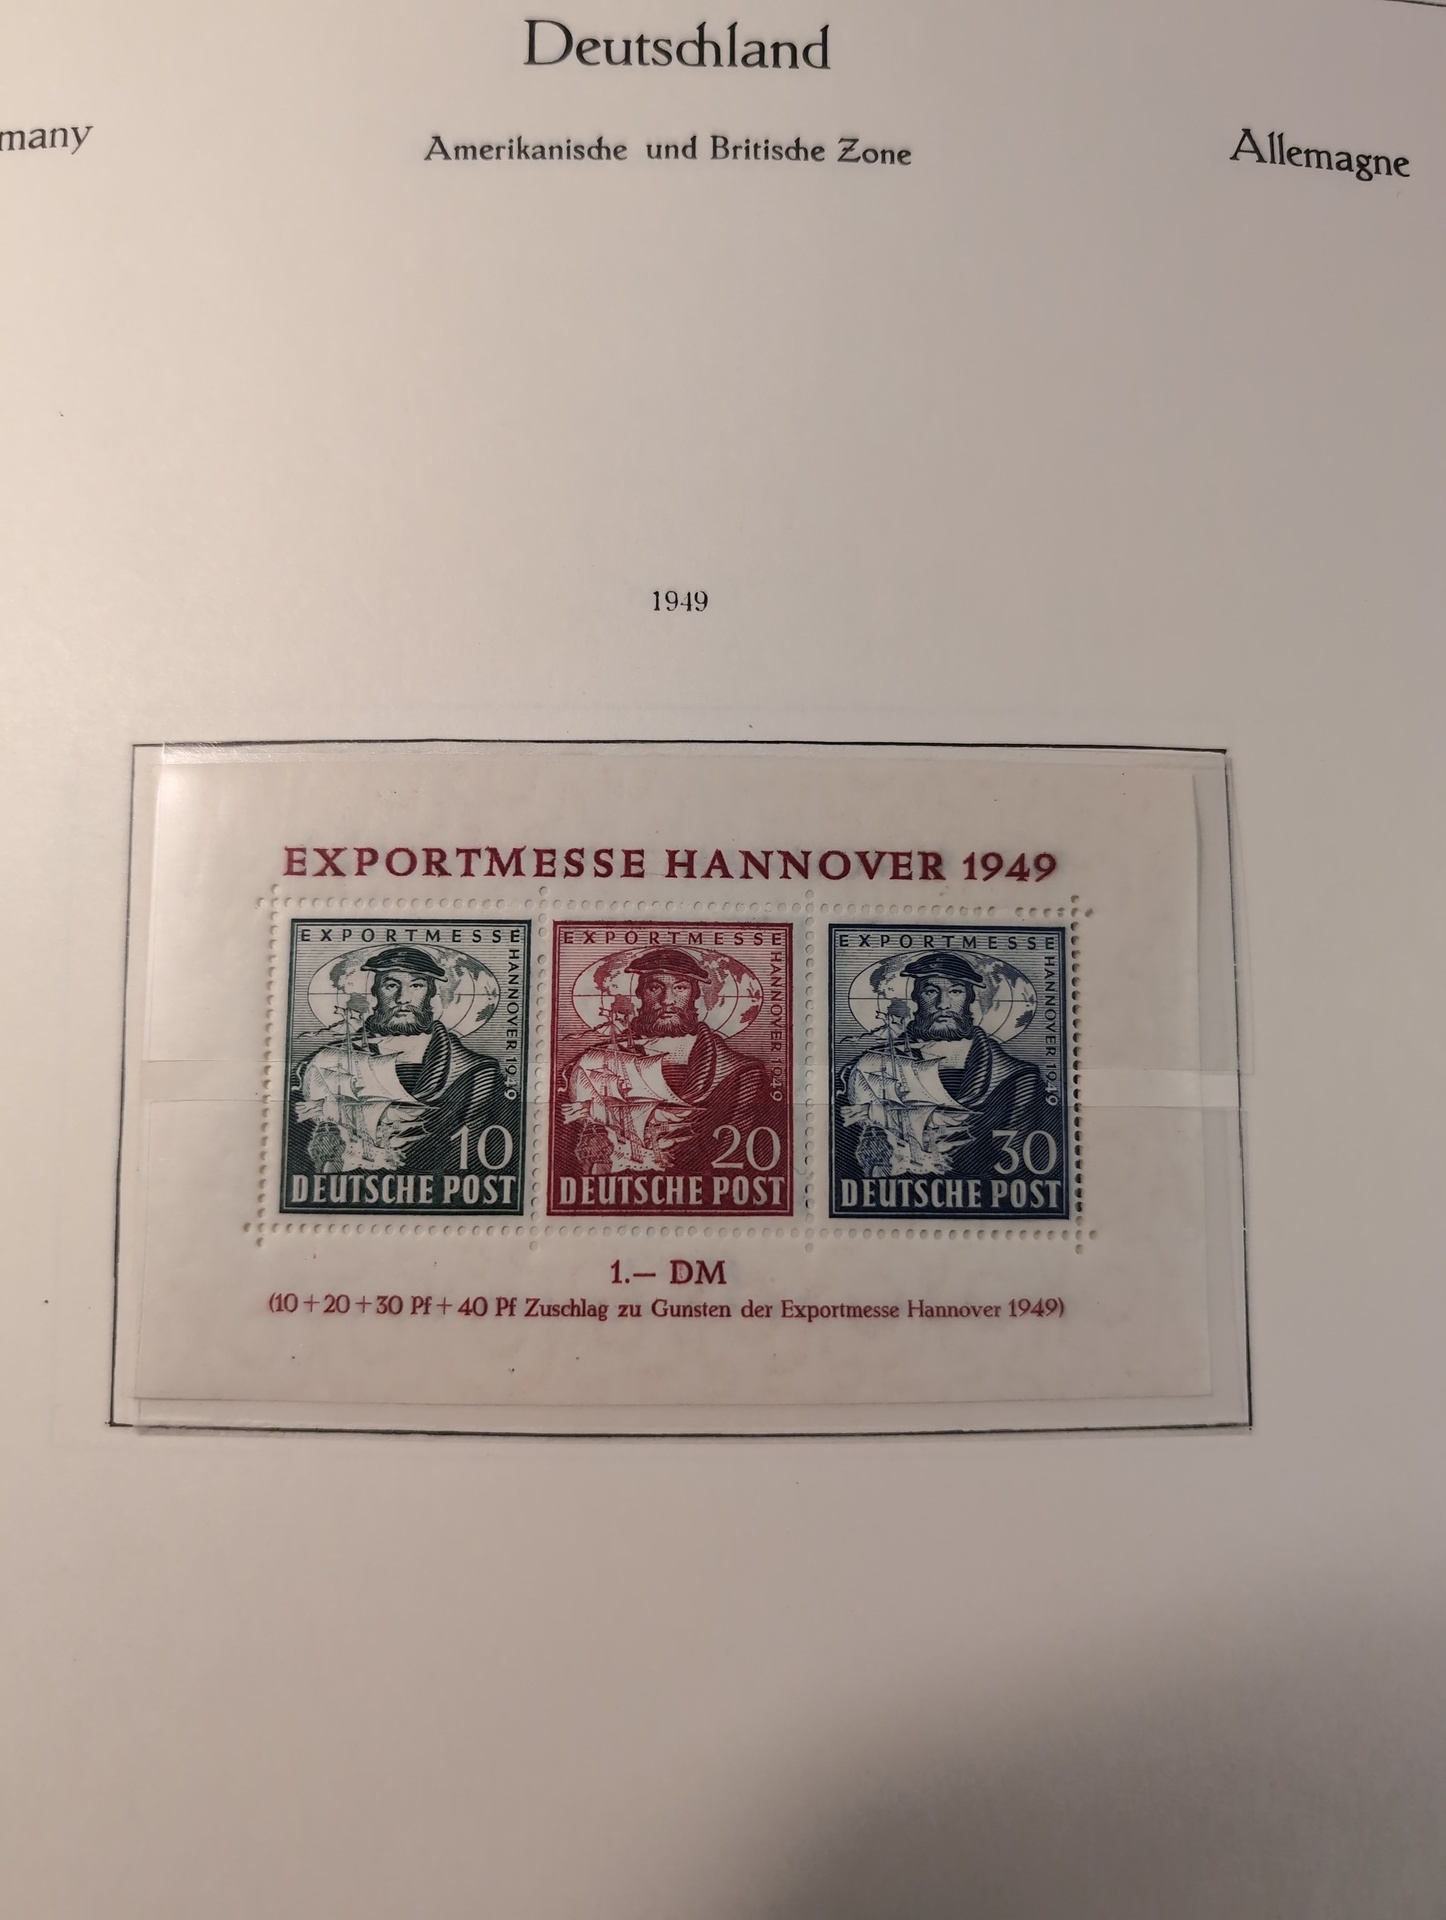 Deutschland
many
Amerikanische und Britische Zone
Allemagne
1949
EXPORTMESSE HANNOVER 1949
EXPORTMESSE
HANNOVER 1949
10
DEUTSCHE POST
EXPORTMESSE
HANNOVER 1949
20
DEUTSCHE POST
EXPORTMESSE
HANNOVER 1949
30
DEUTSCHE POST
1.— DM
(10+20+30 Pf+40 Pf Zuschlag zu Gunsten der Exportmesse Hannover 1949)